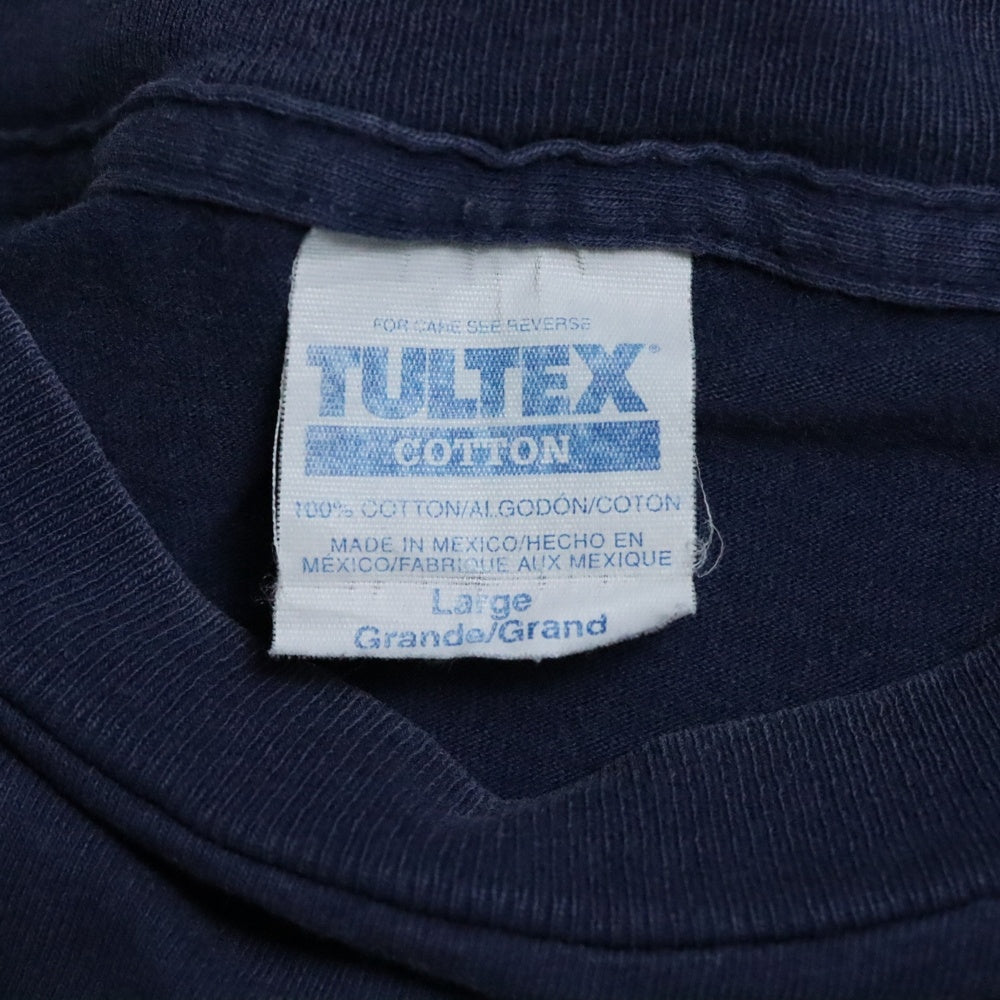 FOR CARE SEE REVERSE
TULTEX®
COTTON
100% COTTON/ALGODÓN/COTON
MADE IN MEXICO/HECHO EN
MÉXICO/FABRIQUE AUX MEXIQUE
Large
Grande/Grand